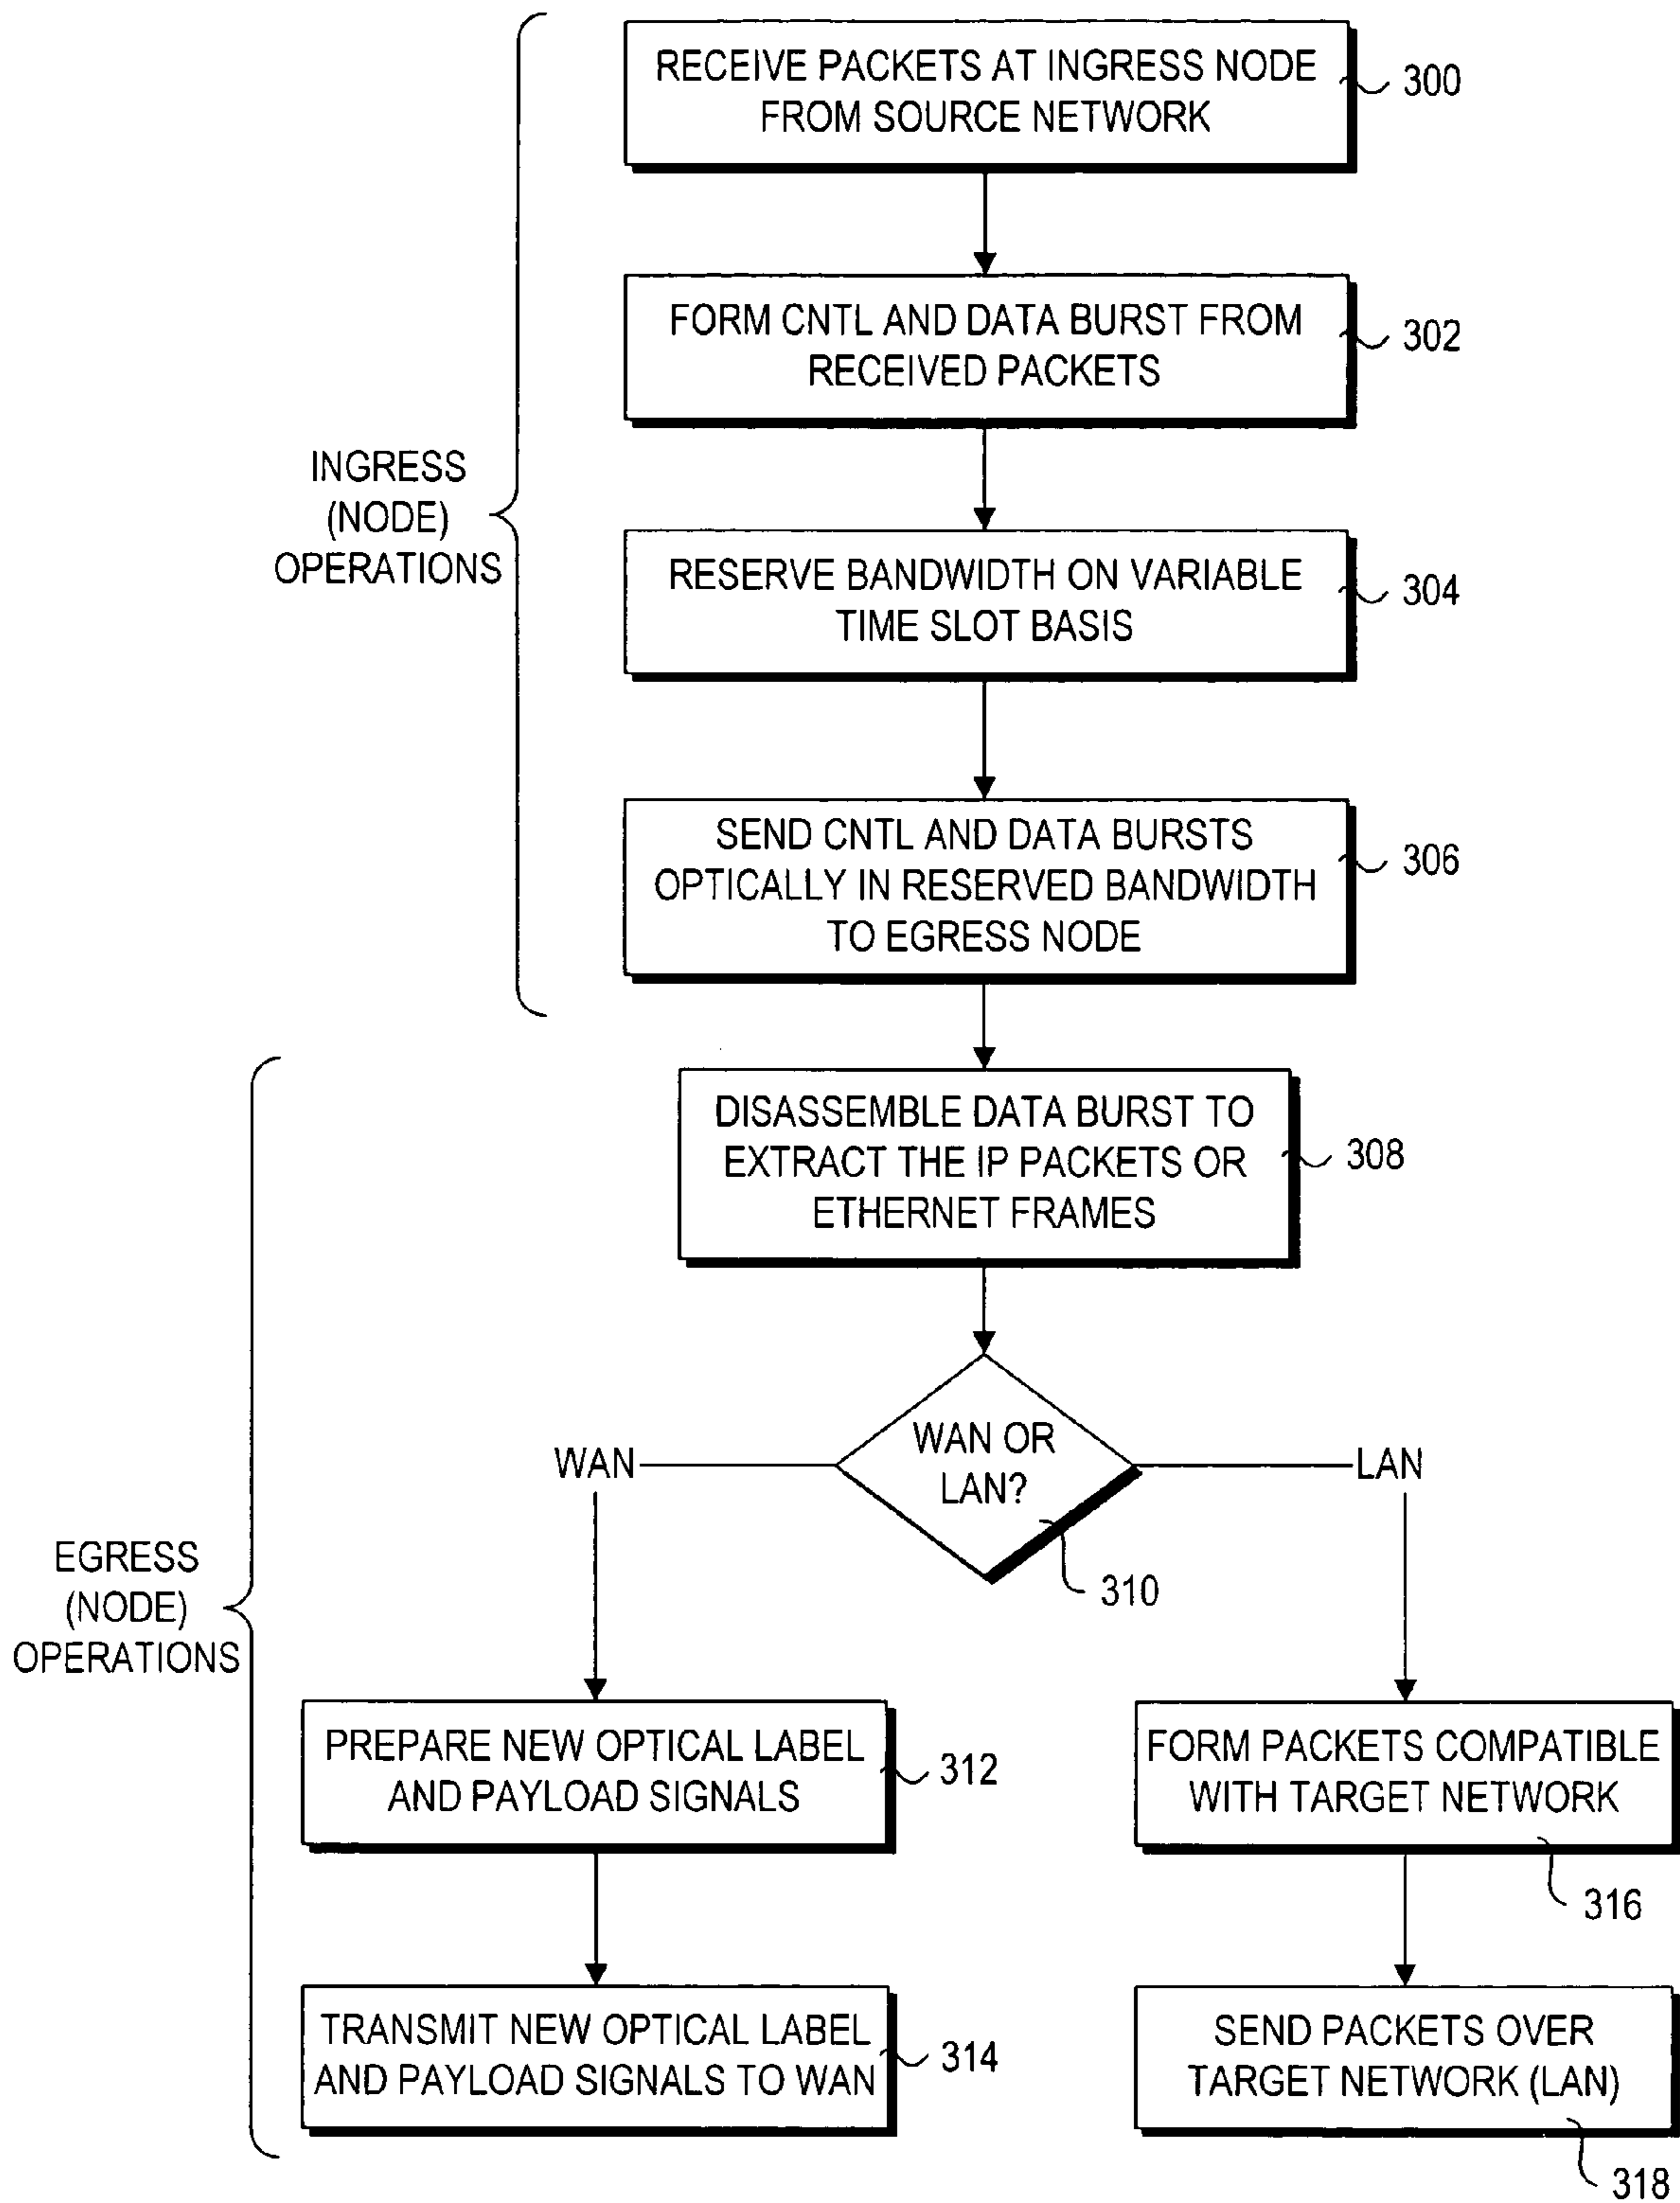 RECEIVE PACKETS AT INGRESS NODE
FROM SOURCE NETWORK
300
FORM CNTL AND DATA BURST FROM
RECEIVED PACKETS
302
INGRESS
(NODE)
OPERATIONS
RESERVE BANDWIDTH ON VARIABLE
TIME SLOT BASIS
304
SEND CNTL AND DATA BURSTS
OPTICALLY IN RESERVED BANDWIDTH
TO EGRESS NODE
306
DISASSEMBLE DATA BURST TO
EXTRACT THE IP PACKETS OR
ETHERNET FRAMES
308
WAN OR
LAN?
310
WAN
LAN
EGRESS
(NODE)
OPERATIONS
PREPARE NEW OPTICAL LABEL
AND PAYLOAD SIGNALS
312
FORM PACKETS COMPATIBLE
WITH TARGET NETWORK
316
TRANSMIT NEW OPTICAL LABEL
AND PAYLOAD SIGNALS TO WAN
314
SEND PACKETS OVER
TARGET NETWORK (LAN)
318